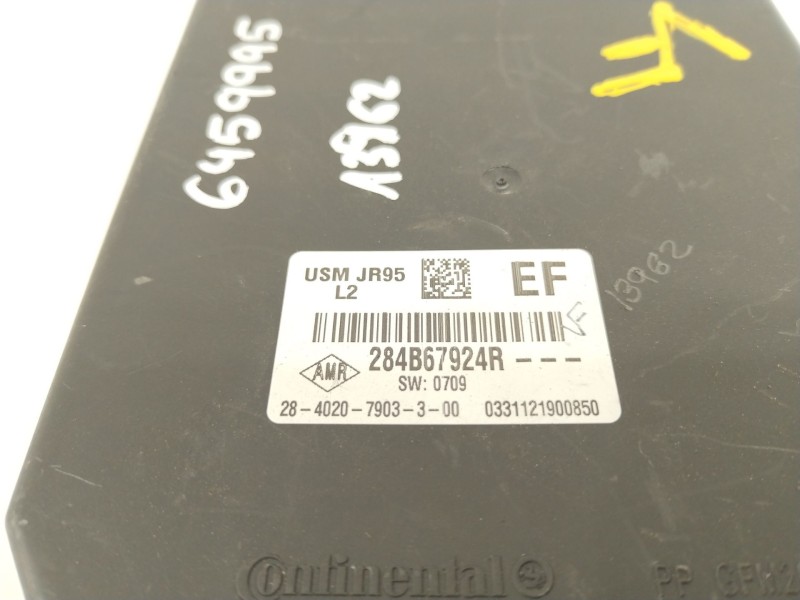 6459995
13962
USM JR95
L2
EF
284B67924R - - -
AMR
SW: 0709
28-4020-7903-3-00 0331121900850
13962
Continental